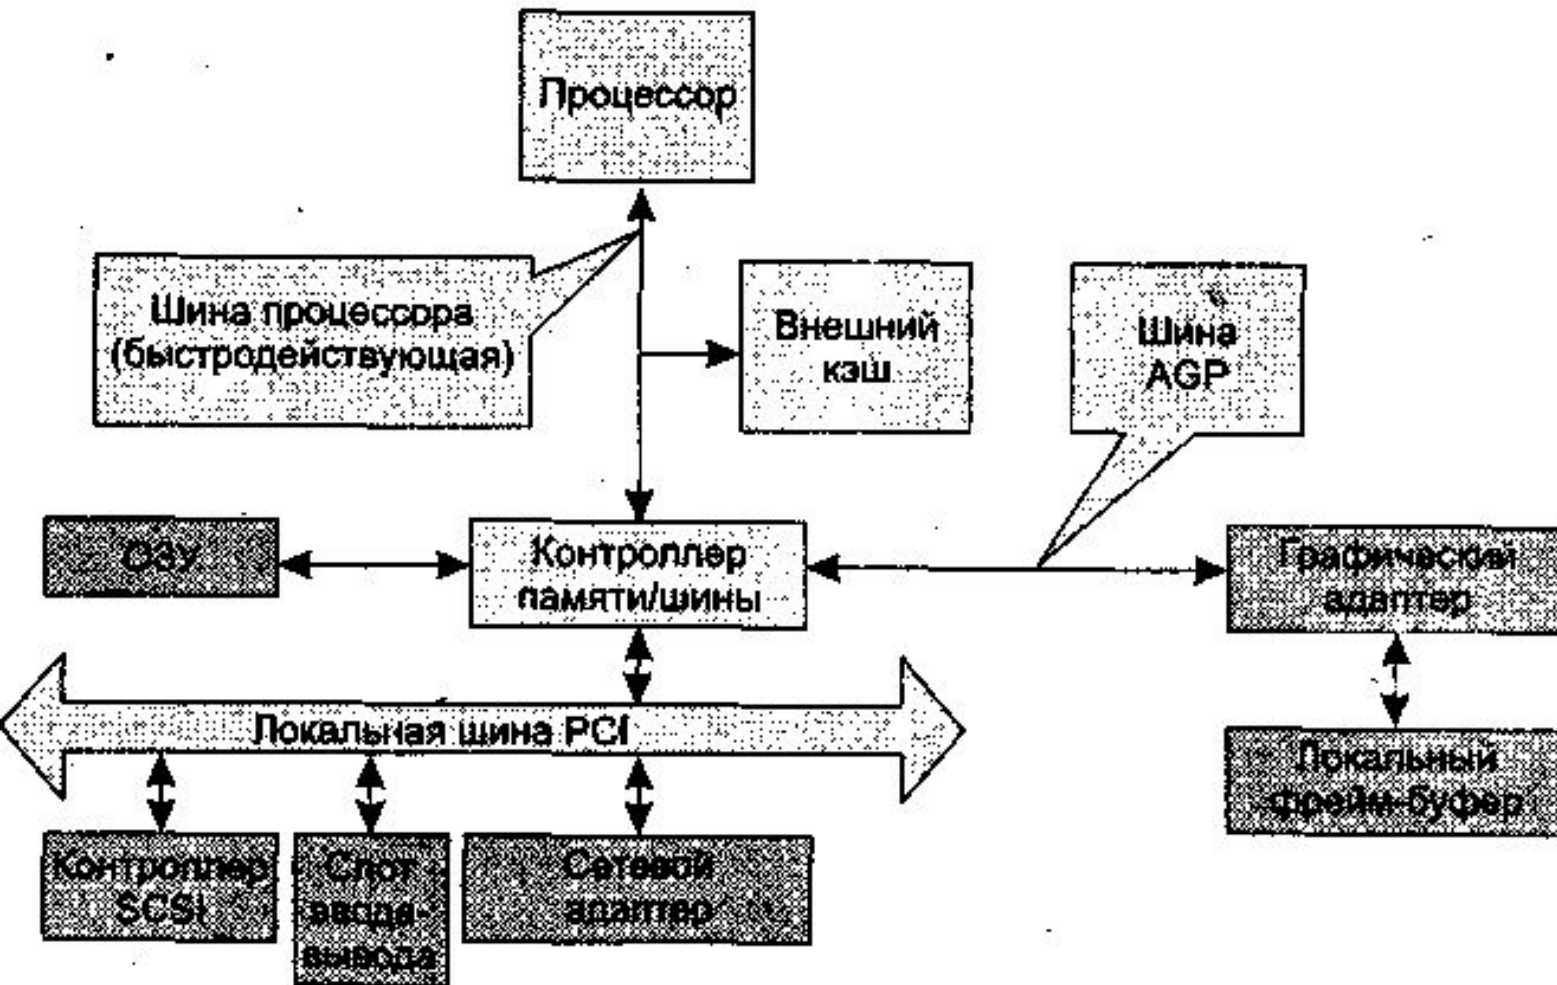 Процессор
Шина процессора
(быстродействующая)
Внешний
кэш
Шина
AGP
ОЗУ
Контроллер
памяти/шины
Графический
адаптер
Локальная шина PCI
Локальный
фрейм-буфер
Контроллер
SCSI
Слот
ввода-
вывода
Сетевой
адаптер